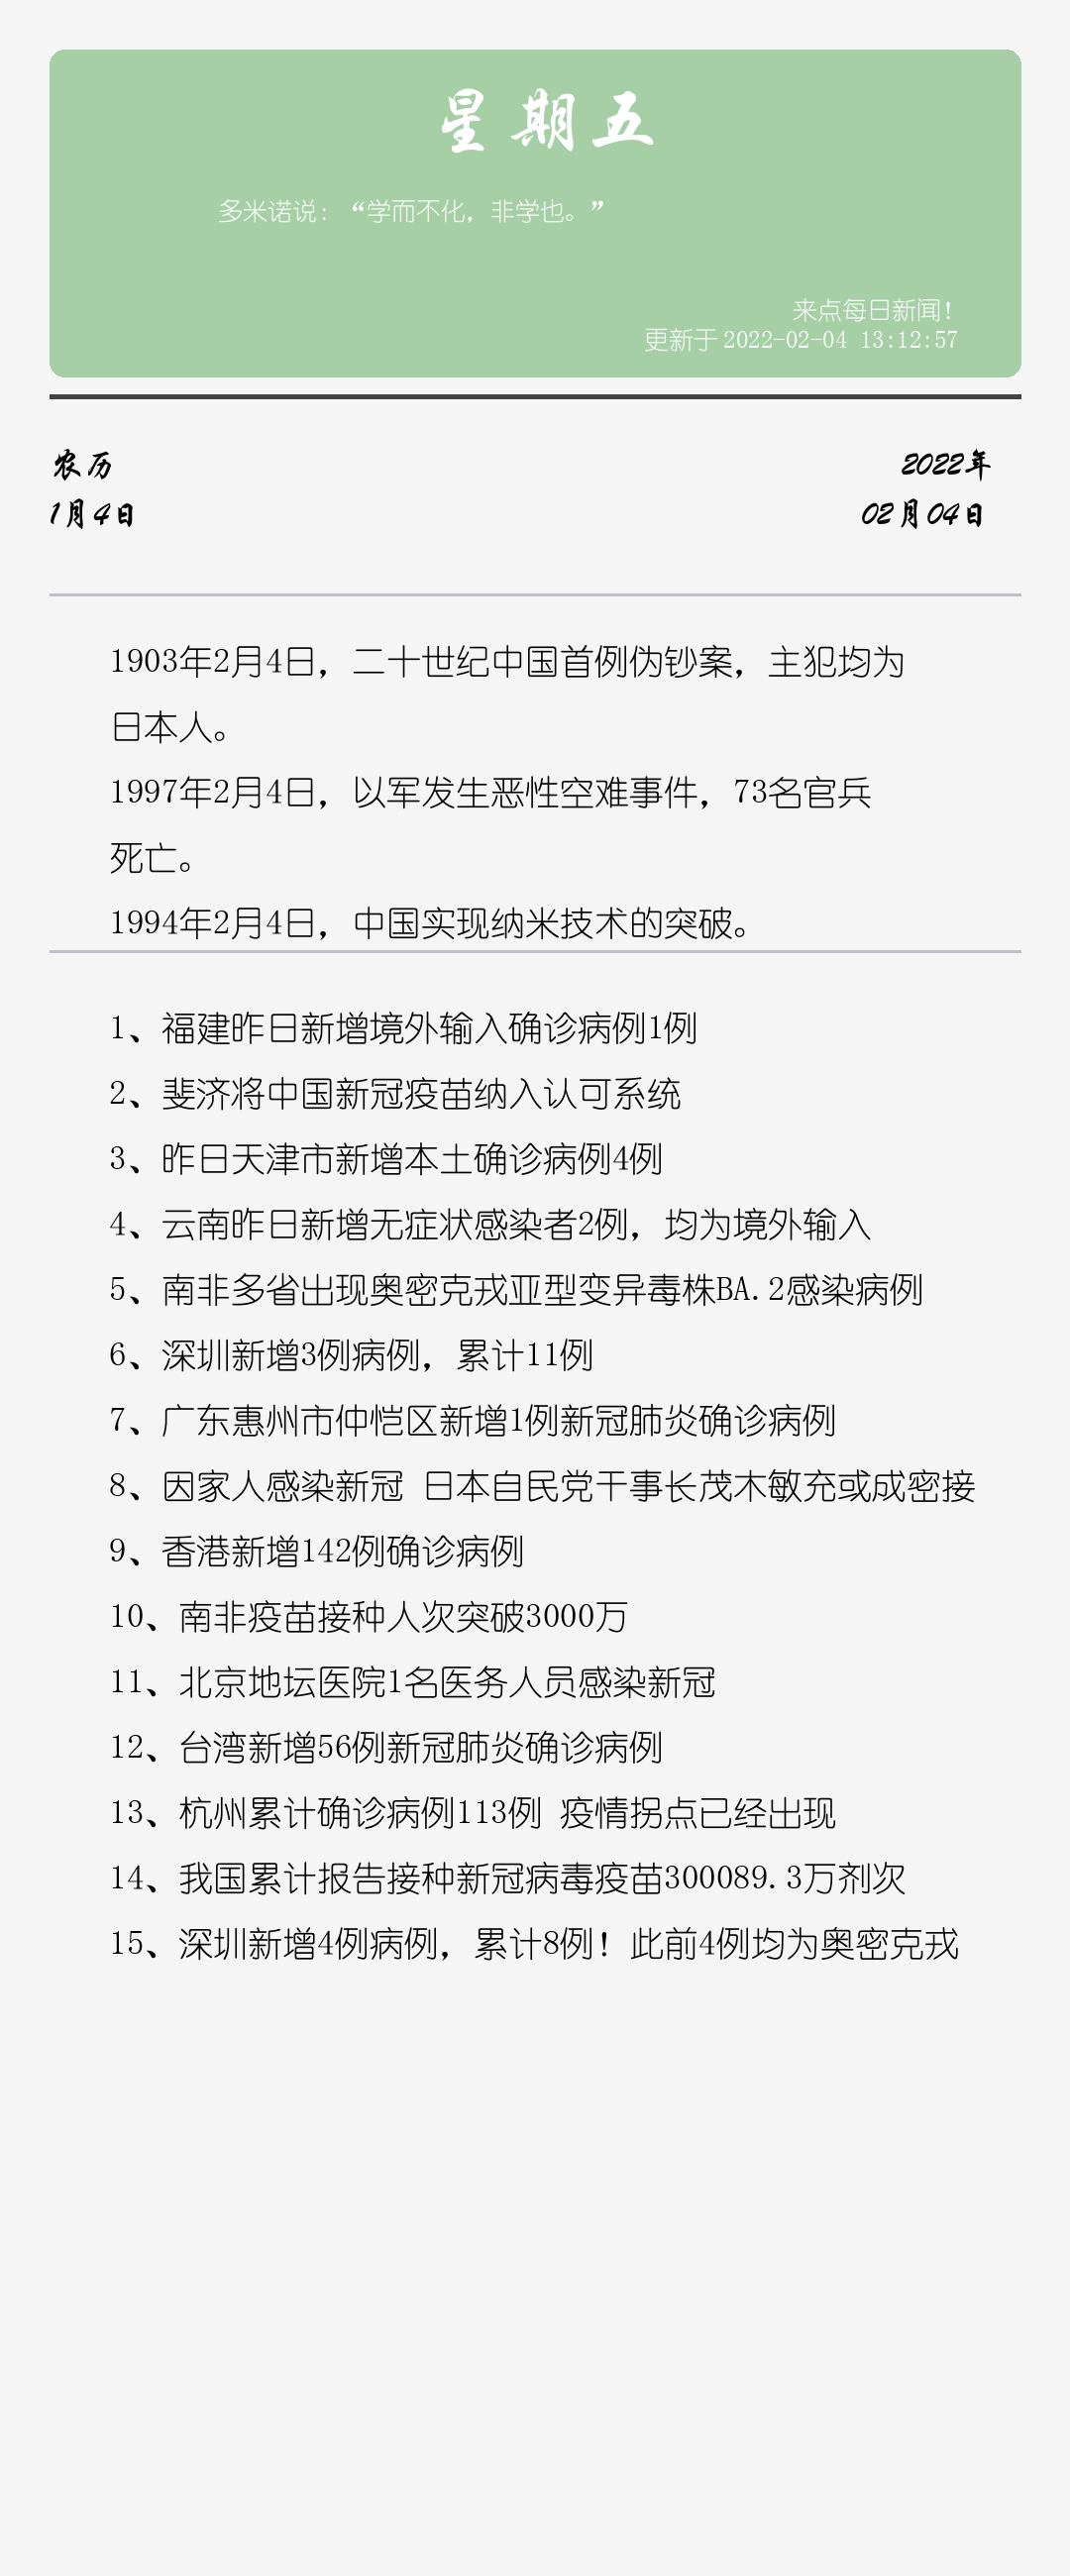 星期五
多米诺说：“学而不化，非学也。”
来点每日新闻！
更新于 2022-02-04 13:12:57
农历 2022年
1月4日 02月04日
1903年2月4日，二十世纪中国首例伪钞案，主犯均为
日本人。
1997年2月4日，以军发生恶性空难事件，73名官兵
死亡。
1994年2月4日，中国实现纳米技术的突破。
1、福建昨日新增境外输入确诊病例1例
2、斐济将中国新冠疫苗纳入认可系统
3、昨日天津市新增本土确诊病例4例
4、云南昨日新增无症状感染者2例，均为境外输入
5、南非多省出现奥密克戎亚型变异毒株BA.2感染病例
6、深圳新增3例病例，累计11例
7、广东惠州市仲恺区新增1例新冠肺炎确诊病例
8、因家人感染新冠 日本自民党干事长茂木敏充或成密接
9、香港新增142例确诊病例
10、南非疫苗接种人次突破3000万
11、北京地坛医院1名医务人员感染新冠
12、台湾新增56例新冠肺炎确诊病例
13、杭州累计确诊病例113例 疫情拐点已经出现
14、我国累计报告接种新冠病毒疫苗300089.3万剂次
15、深圳新增4例病例，累计8例！此前4例均为奥密克戎